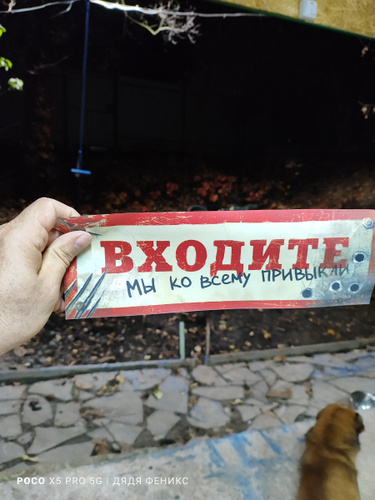 ВХОДИТЕ
МЫ КО ВСЕМУ ПРИВЫКЛИ
POCO X5 PRO 5G | ДЯДЯ ФЕНИКС